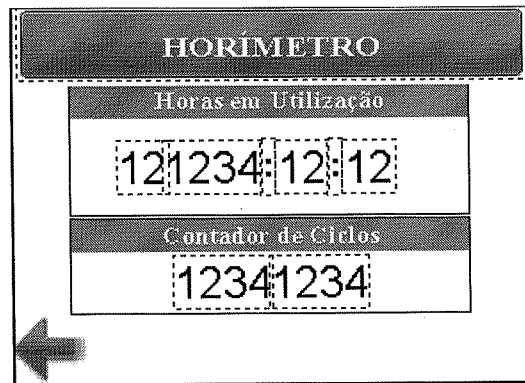 HORÍMETRO
Horas em Utilização
121234:12:12
Contador de Ciclos
12341234